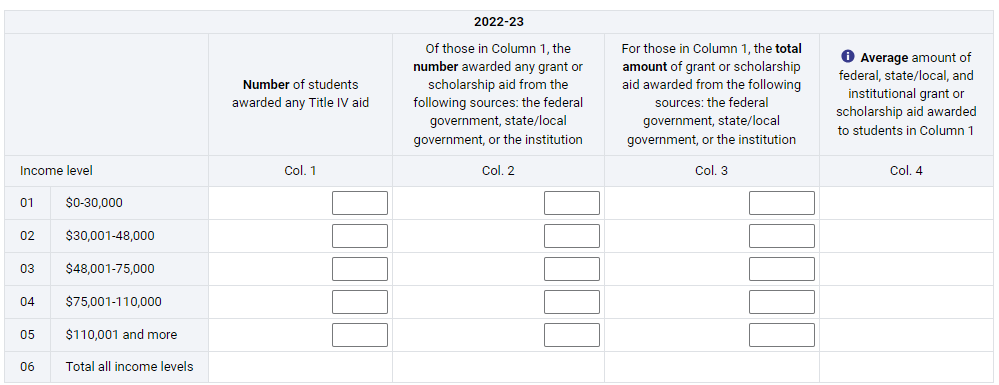 2022-23
Number of students
awarded any Title IV aid
Of those in Column 1, the
number awarded any grant or
scholarship aid from the
following sources: the federal
government, state/local
government, or the institution
For those in Column 1, the total
amount of grant or scholarship
aid awarded from the following
sources: the federal
government, state/local
government, or the institution
i Average amount of
federal, state/local, and
institutional grant or
scholarship aid awarded
to students in Column 1
Income level Col. 1 Col. 2 Col. 3 Col. 4
01 $0-30,000
02 $30,001-48,000
03 $48,001-75,000
04 $75,001-110,000
05 $110,001 and more
06 Total all income levels